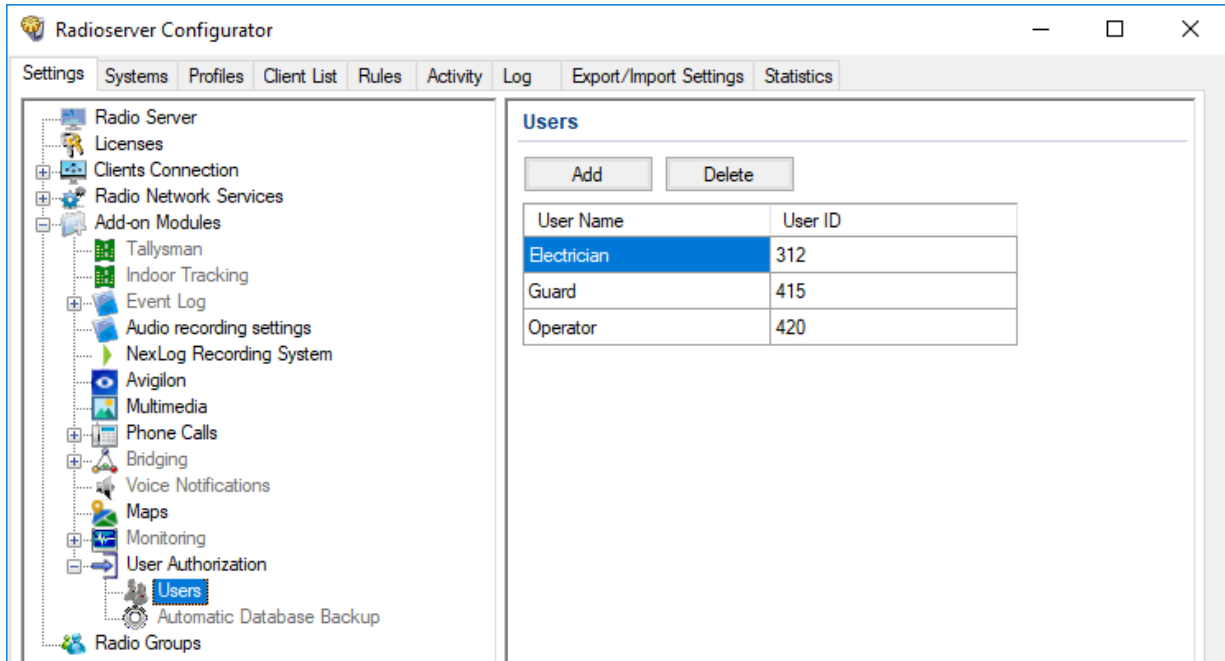 Radioserver Configurator
Settings Systems Profiles Client List Rules Activity Log Export/Import Settings Statistics
Radio Server
Licenses
Clients Connection
Radio Network Services
Add-on Modules
Tallysman
Indoor Tracking
Event Log
Audio recording settings
NexLog Recording System
Avigilon
Multimedia
Phone Calls
Bridging
Voice Notifications
Maps
Monitoring
User Authorization
Users
Automatic Database Backup
Radio Groups
Users
Add Delete
User Name User ID
Electrician 312
Guard 415
Operator 420